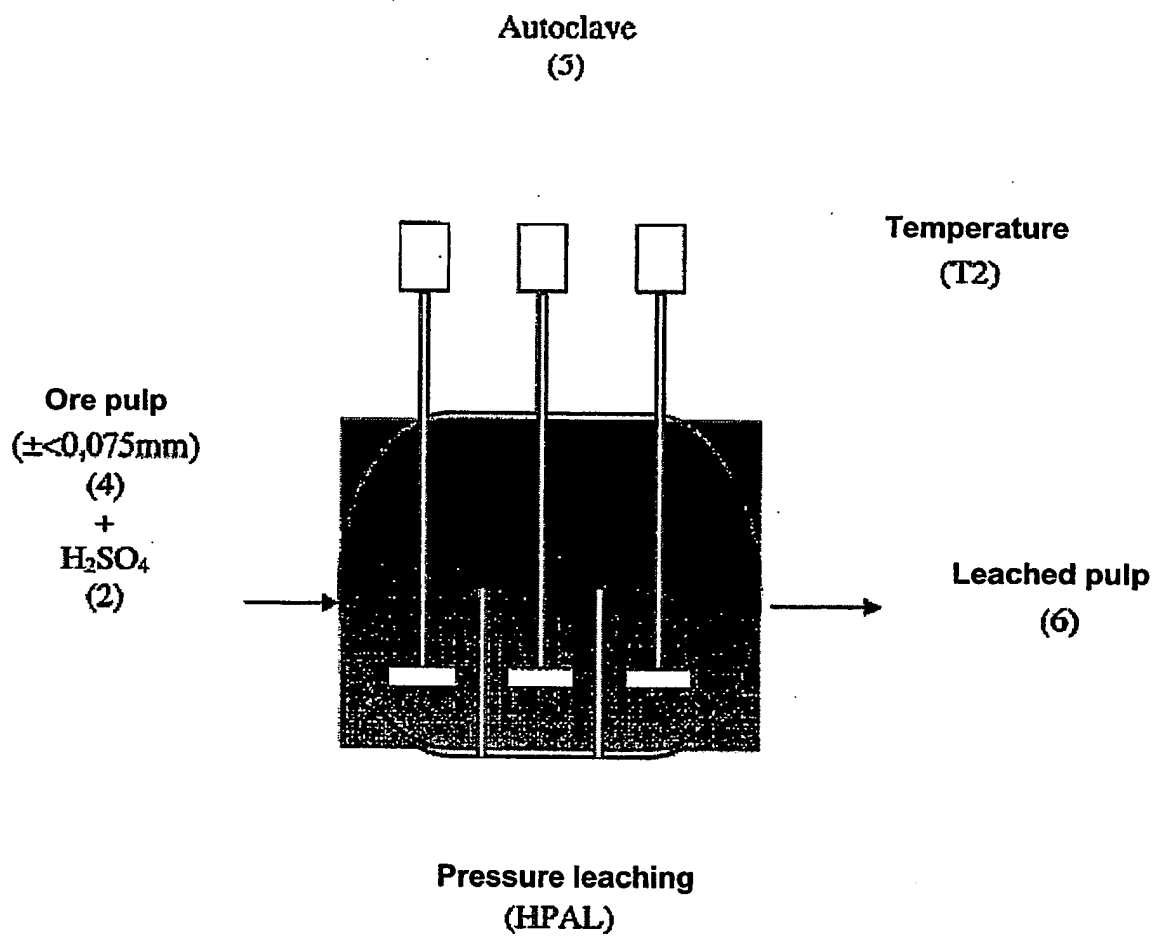 Autoclave
(5)
Temperature
(T2)
Ore pulp
(±<0,075mm)
(4)
+
H₂SO₄
(2)
Leached pulp
(6)
Pressure leaching
(HPAL)